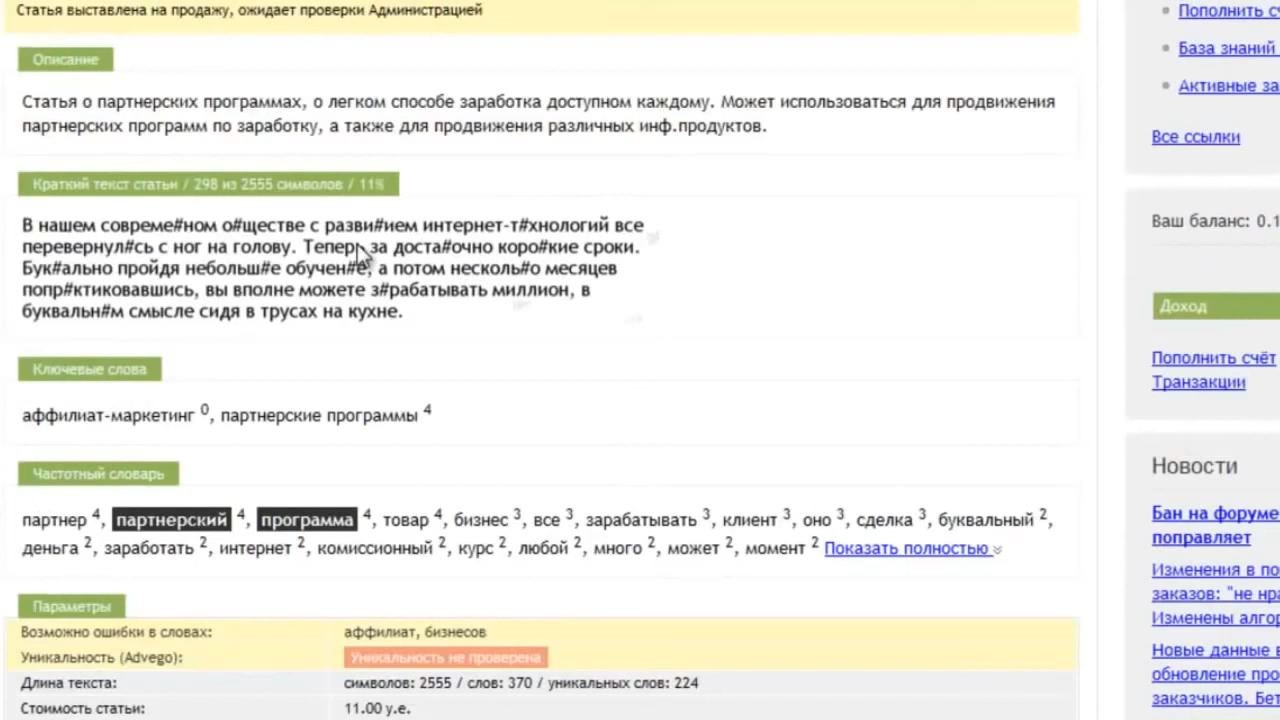 Статья выставлена на продажу, ожидает проверки Администрацией
Описание
Статья о партнерских программах, о легком способе заработка доступном каждому. Может использоваться для продвижения
партнерских программ по заработку, а также для продвижения различных инф.продуктов.
Краткий текст статьи / 298 из 2555 символов / 11%
В нашем совреме#ном о#ществе с разви#ием интернет-т#хнологий все
перевернул#сь с ног на голову. Тепер за доста#очно коро#кие сроки.
Бук#ально пройдя небольш#е обучен#е, а потом несколь#о месяцев
попр#ктиковавшись, вы вполне можете з#рабатывать миллион, в
буквальн#м смысле сидя в трусах на кухне.
Ключевые слова
аффилиат-маркетинг 0, партнерские программы 4
Частотный словарь
партнер 4, партнерский 4, программа 4, товар 4, бизнес 3, все 3, зарабатывать 3, клиент 3, оно 3, сделка 3, буквальный 2,
деньга 2, заработать 2, интернет 2, комиссионный 2, курс 2, любой 2, много 2, может 2, момент 2 Показать полностью
Параметры
Возможно ошибки в словах: аффилиат, бизнесов
Уникальность (Advego): Уникальность не проверена
Длина текста: символов: 2555 / слов: 370 / уникальных слов: 224
Стоимость статьи: 11.00 у.е.
Пополнить сч
База знаний
Активные за
Все ссылки
Ваш баланс: 0.1
Доход
Пополнить счёт
Транзакции
Новости
Бан на форуме
поправляет
Изменения в по
заказов: "не нра
Изменены алгор
Новые данные в
обновление про
заказчиков. Бет